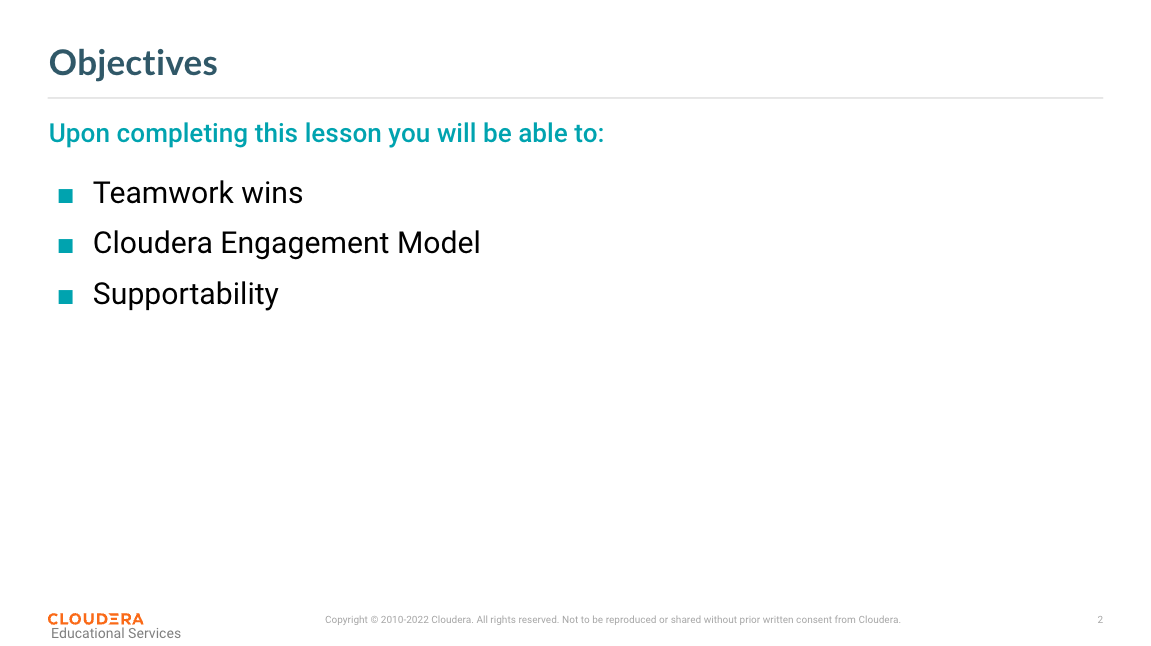 Objectives
Upon completing this lesson you will be able to:
■ Teamwork wins
■ Cloudera Engagement Model
■ Supportability
CLOUDERA
Educational Services
Copyright © 2010-2022 Cloudera. All rights reserved. Not to be reproduced or shared without prior written consent from Cloudera.
2